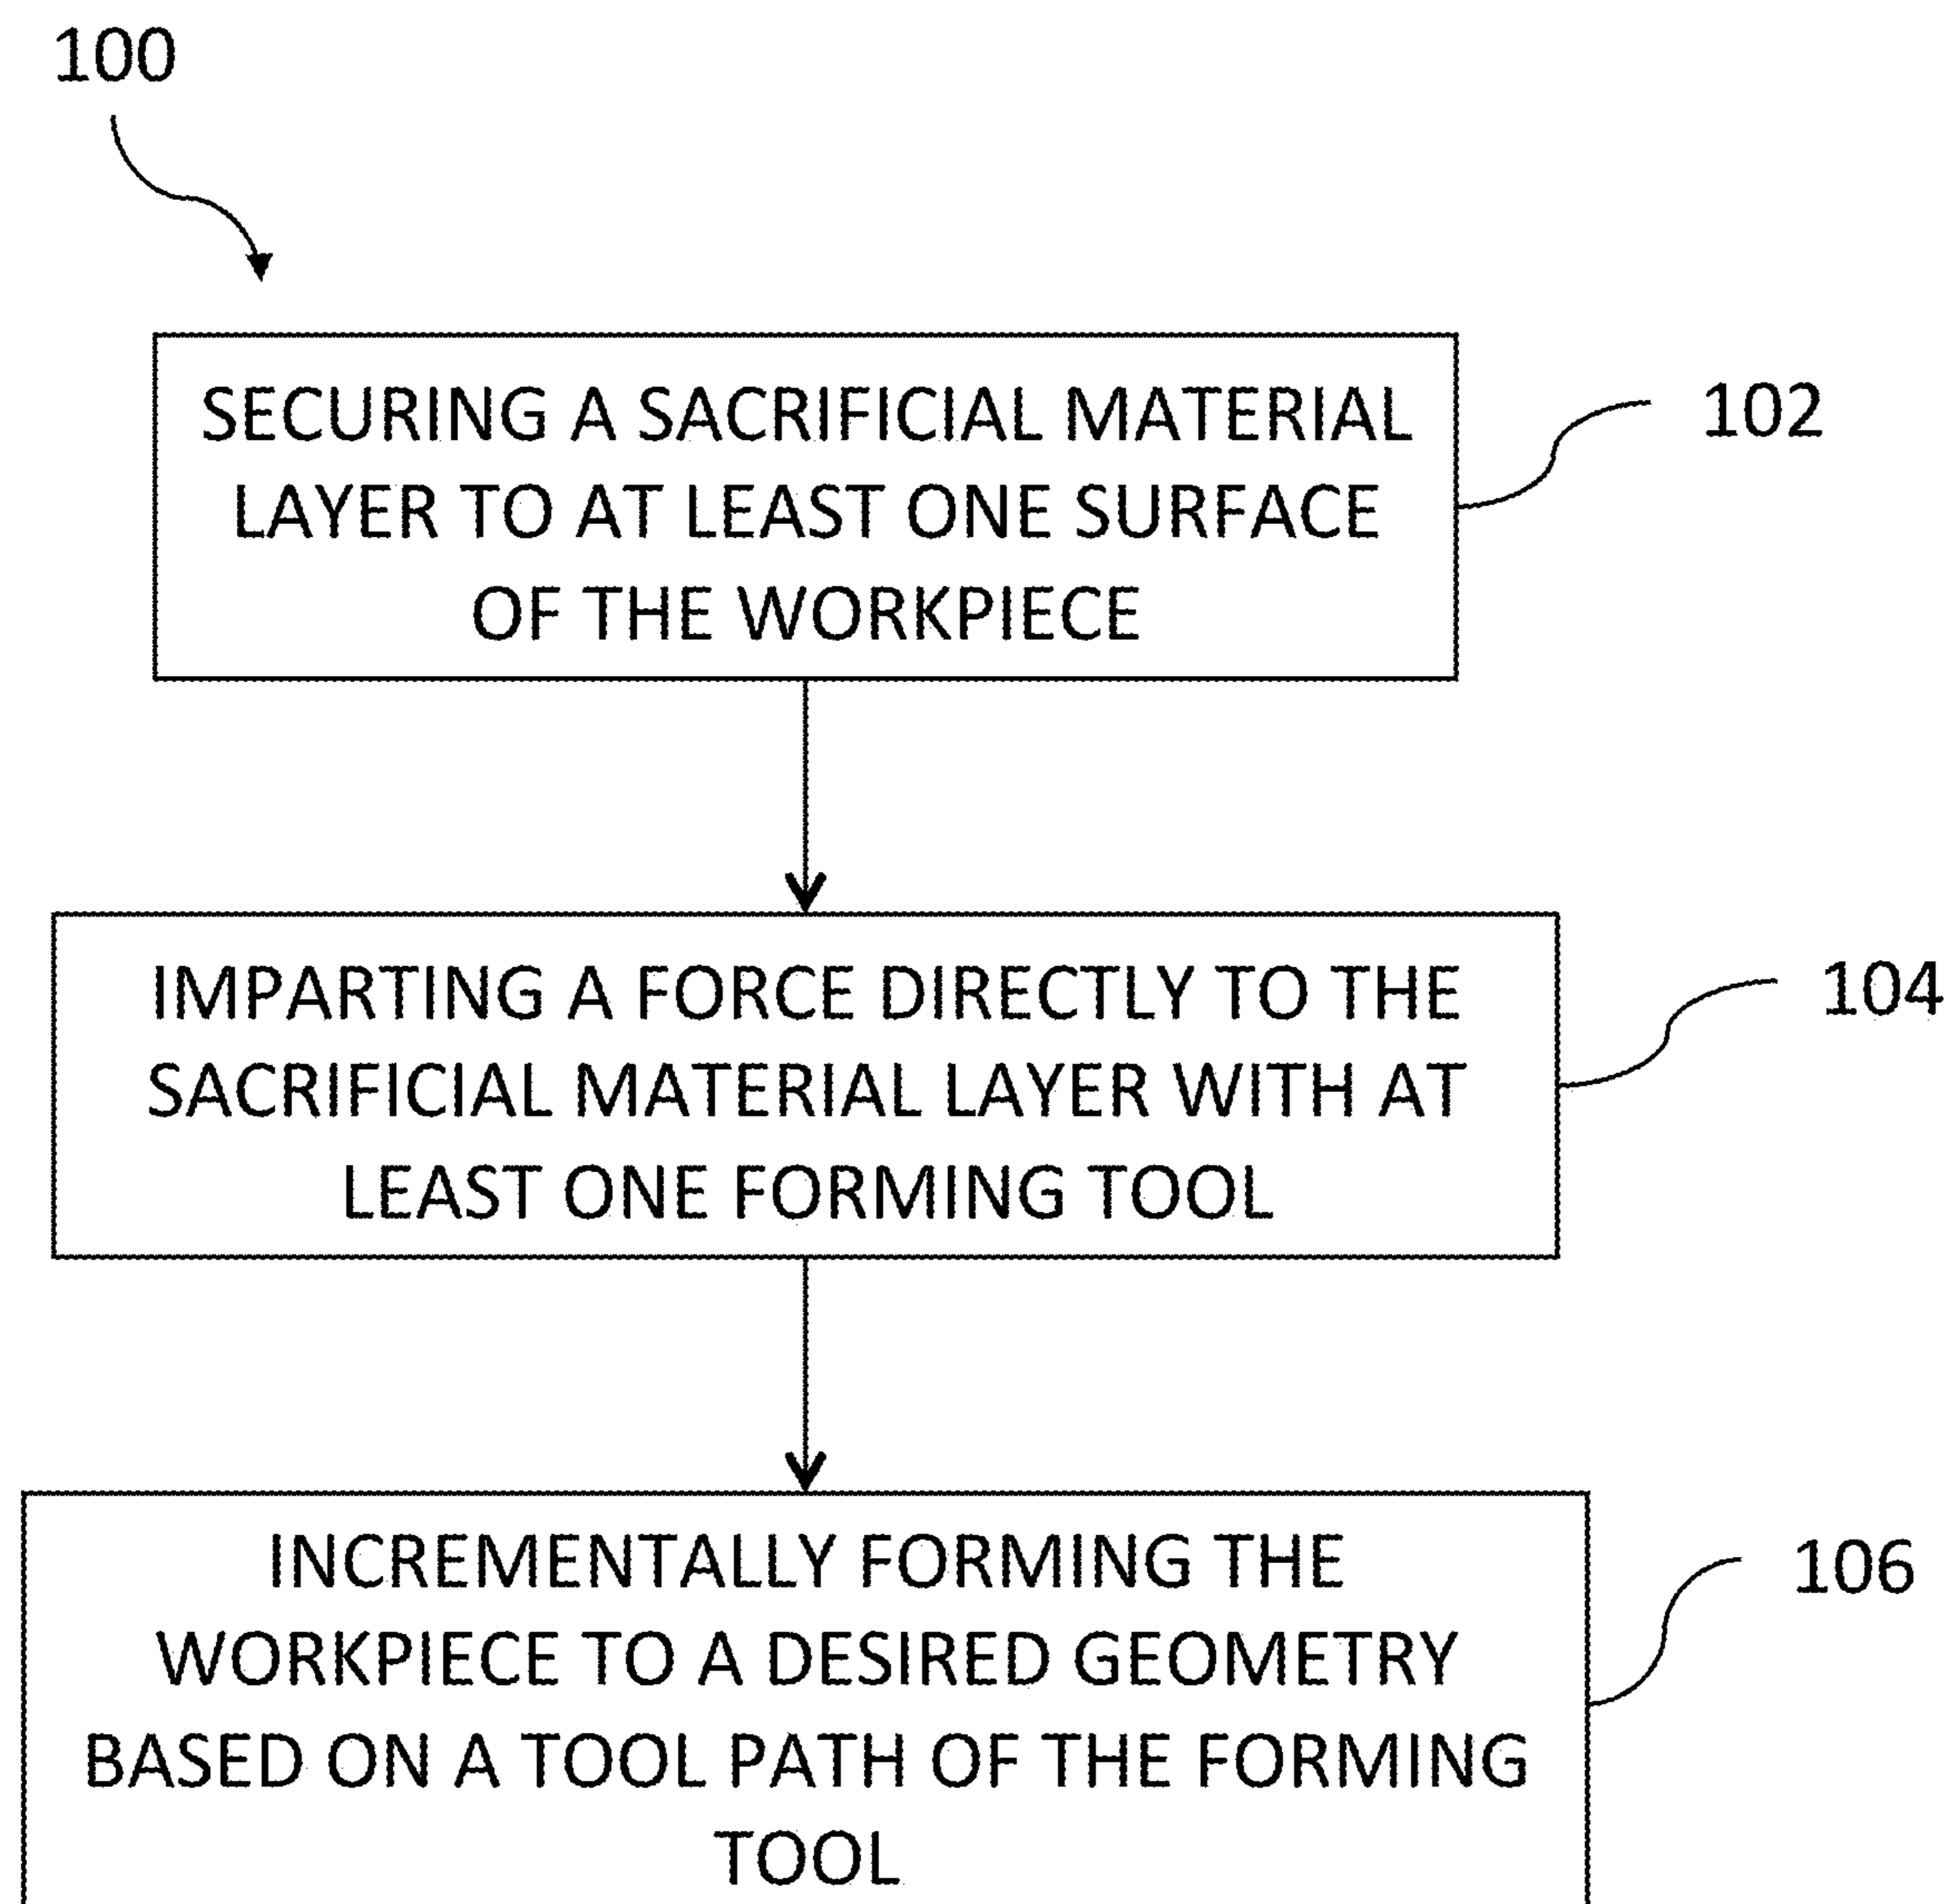 100
SECURING A SACRIFICIAL MATERIAL
LAYER TO AT LEAST ONE SURFACE
OF THE WORKPIECE
102
IMPARTING A FORCE DIRECTLY TO THE
SACRIFICIAL MATERIAL LAYER WITH AT
LEAST ONE FORMING TOOL
104
INCREMENTALLY FORMING THE
WORKPIECE TO A DESIRED GEOMETRY
BASED ON A TOOL PATH OF THE FORMING
TOOL
106